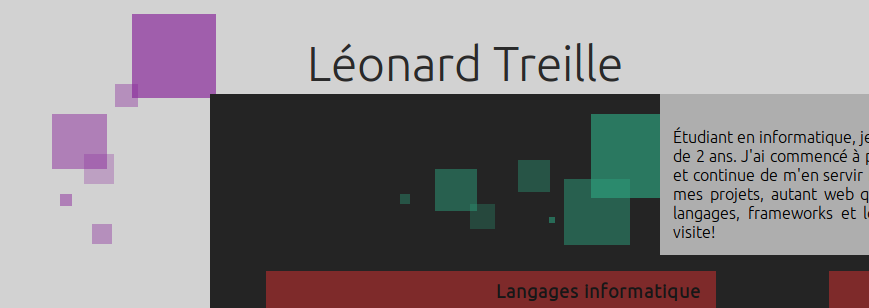 Léonard Treille
Étudiant en informatique, je
de 2 ans. J'ai commencé à
et continue de m'en servir
mes projets, autant web
langages, frameworks et
visite!
Langages informatique